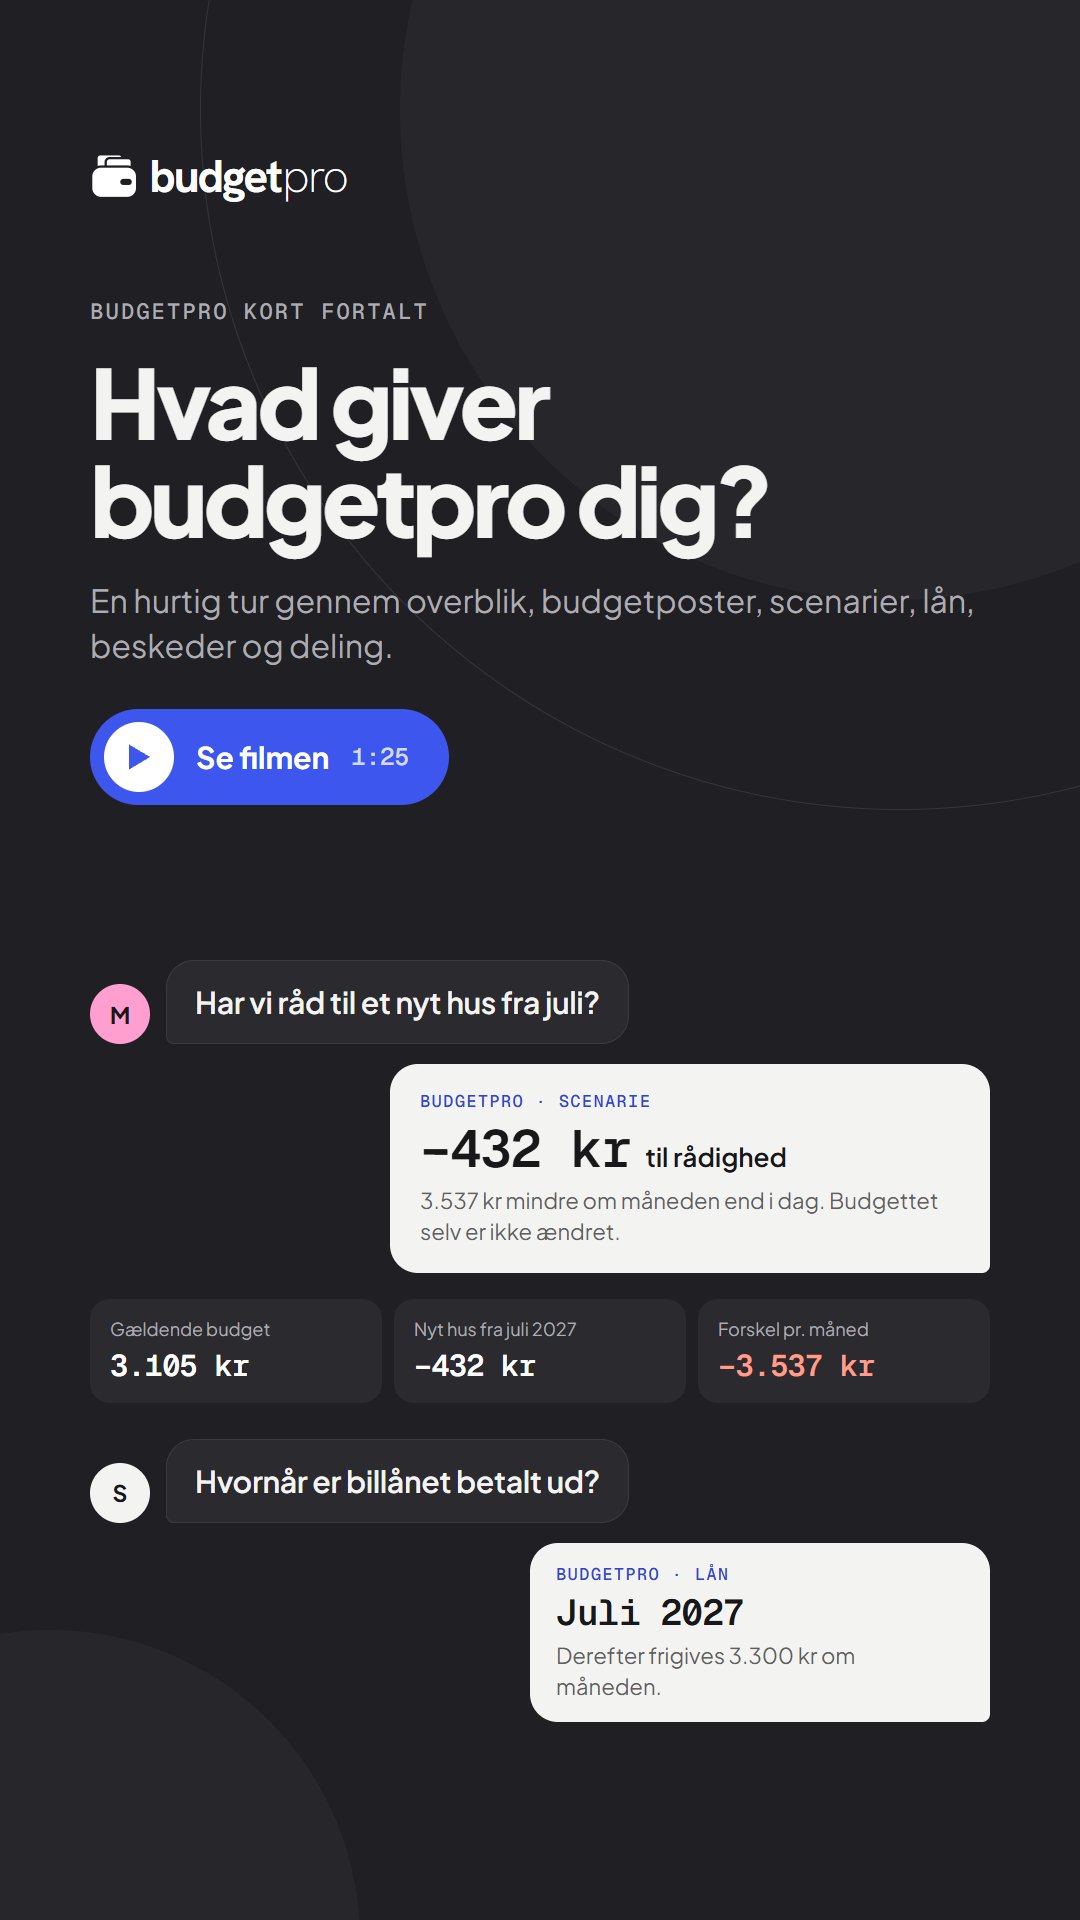 budgetpro
BUDGETPRO KORT FORTALT
Hvad giver
budgetpro dig?
En hurtig tur gennem overblik, budgetposter, scenarier, lån,
beskeder og deling.
Se filmen 1:25
M
Har vi råd til et nyt hus fra juli?
BUDGETPRO · SCENARIE
−432 kr til rådighed
3.537 kr mindre om måneden end i dag. Budgettet
selv er ikke ændret.
Gældende budget
3.105 kr
Nyt hus fra juli 2027
−432 kr
Forskel pr. måned
−3.537 kr
S
Hvornår er billånet betalt ud?
BUDGETPRO · LÅN
Juli 2027
Derefter frigives 3.300 kr om
måneden.